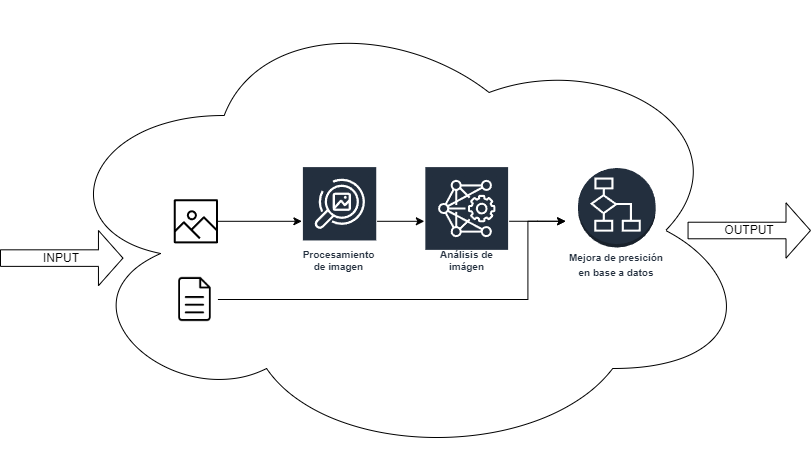 INPUT
Procesamiento
de imagen
Análisis de
imágen
Mejora de presición
en base a datos
OUTPUT